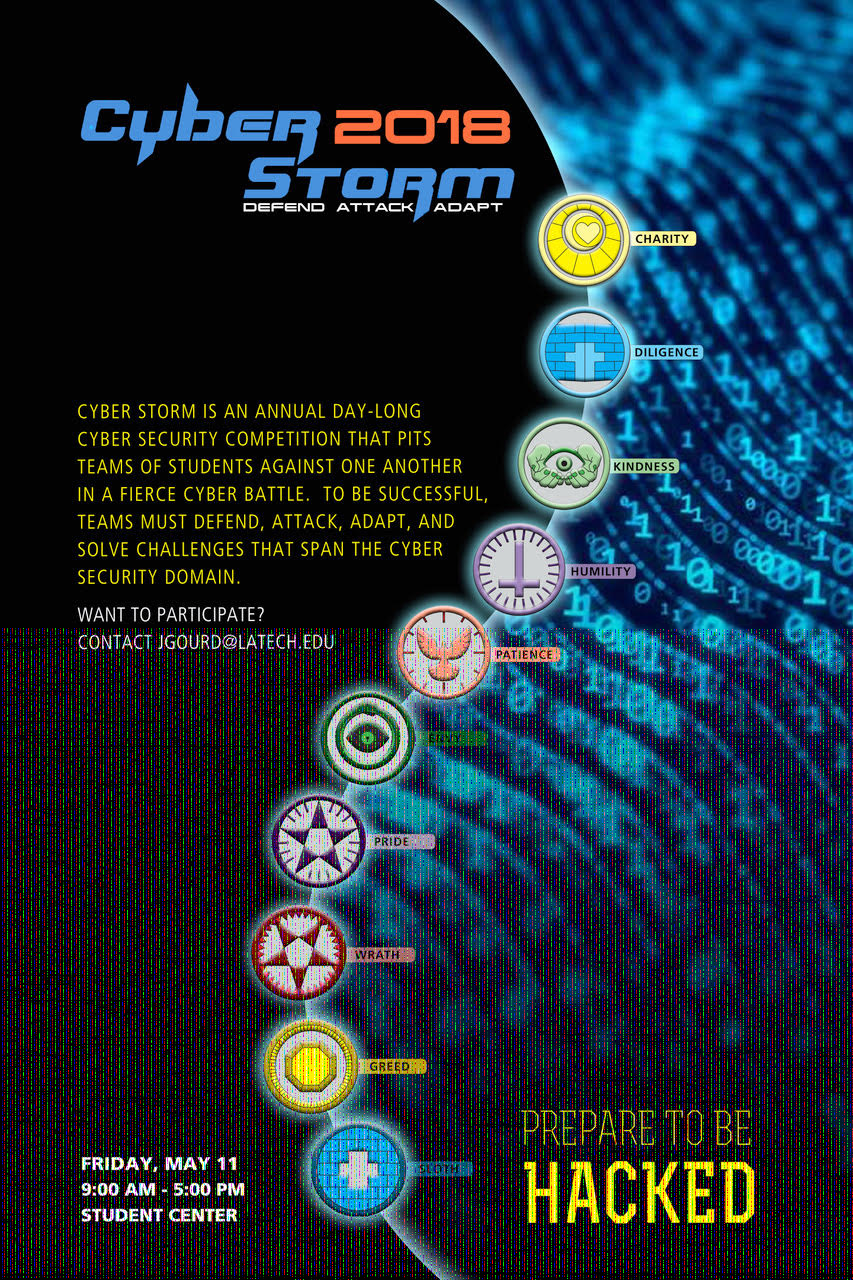 Cyber 2018
Storm
DEFEND ATTACK ADAPT
CHARITY
DILIGENCE
CYBER STORM IS AN ANNUAL DAY-LONG
CYBER SECURITY COMPETITION THAT PITS
TEAMS OF STUDENTS AGAINST ONE ANOTHER
IN A FIERCE CYBER BATTLE. TO BE SUCCESSFUL,
TEAMS MUST DEFEND, ATTACK, ADAPT, AND
SOLVE CHALLENGES THAT SPAN THE CYBER
SECURITY DOMAIN.
KINDNESS
HUMILITY
WANT TO PARTICIPATE?
CONTACT JGOURD@LATECH.EDU
PATIENCE
PRIDE
WRATH
GREED
PREPARE TO BE
HACKED
FRIDAY, MAY 11
9:00 AM - 5:00 PM
STUDENT CENTER